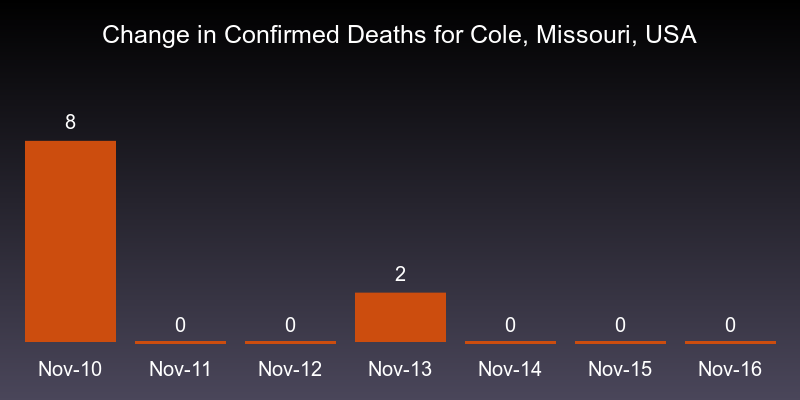 Change in Confirmed Deaths for Cole, Missouri, USA
8
0
0
2
0
0
0
Nov-10
Nov-11
Nov-12
Nov-13
Nov-14
Nov-15
Nov-16